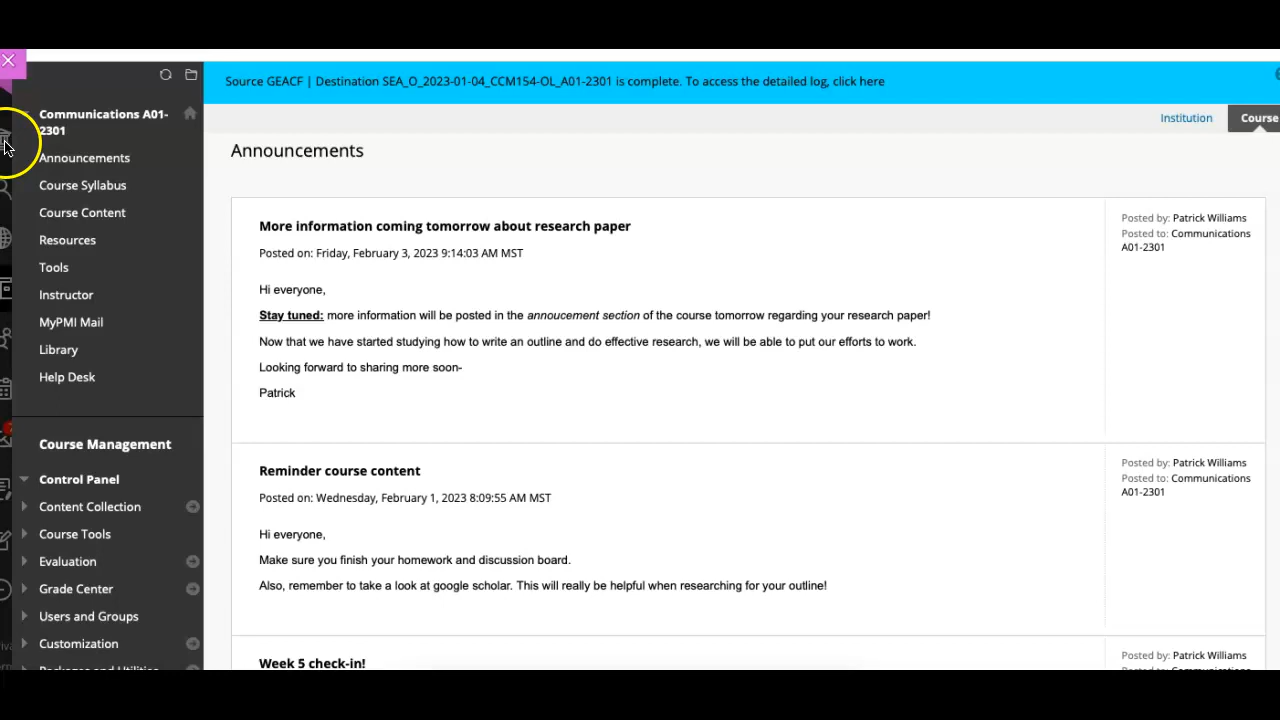 Source GEACF | Destination SEA_O_2023-01-04_CCM154-OL_A01-2301 is complete. To access the detailed log, click here
Institution
Course
Communications A01-
2301
Announcements
Course Syllabus
Course Content
Resources
Tools
Instructor
MyPMI Mail
Library
Help Desk
Course Management
Control Panel
Content Collection
Course Tools
Evaluation
Grade Center
Users and Groups
Customization
Packages and Utilities
Announcements
More information coming tomorrow about research paper
Posted on: Friday, February 3, 2023 9:14:03 AM MST
Hi everyone,
Stay tuned: more information will be posted in the annoucement section of the course tomorrow regarding your research paper!
Now that we have started studying how to write an outline and do effective research, we will be able to put our efforts to work.
Looking forward to sharing more soon-
Patrick
Posted by: Patrick Williams
Posted to: Communications
A01-2301
Reminder course content
Posted on: Wednesday, February 1, 2023 8:09:55 AM MST
Hi everyone,
Make sure you finish your homework and discussion board.
Also, remember to take a look at google scholar. This will really be helpful when researching for your outline!
Posted by: Patrick Williams
Posted to: Communications
A01-2301
Week 5 check-in!
Posted by: Patrick Williams
Posted to: Communications